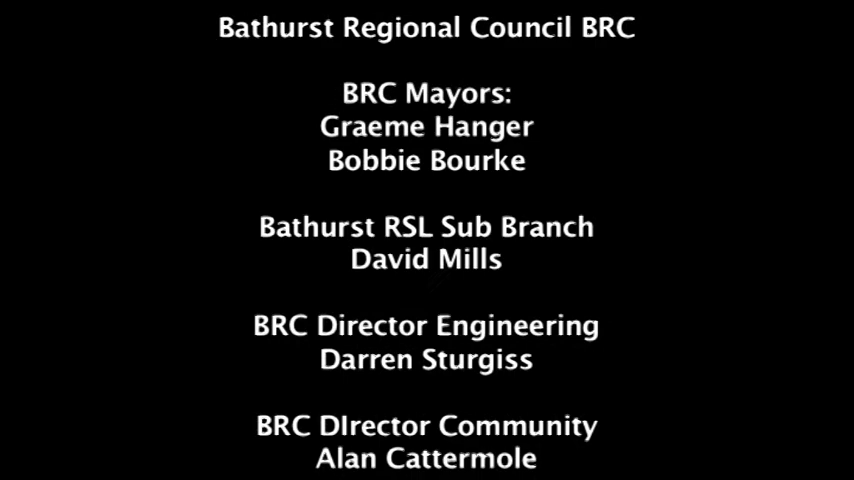 Bathurst Regional Council BRC
BRC Mayors:
Graeme Hanger
Bobbie Bourke
Bathurst RSL Sub Branch
David Mills
BRC Director Engineering
Darren Sturgiss
BRC DIrector Community
Alan Cattermole